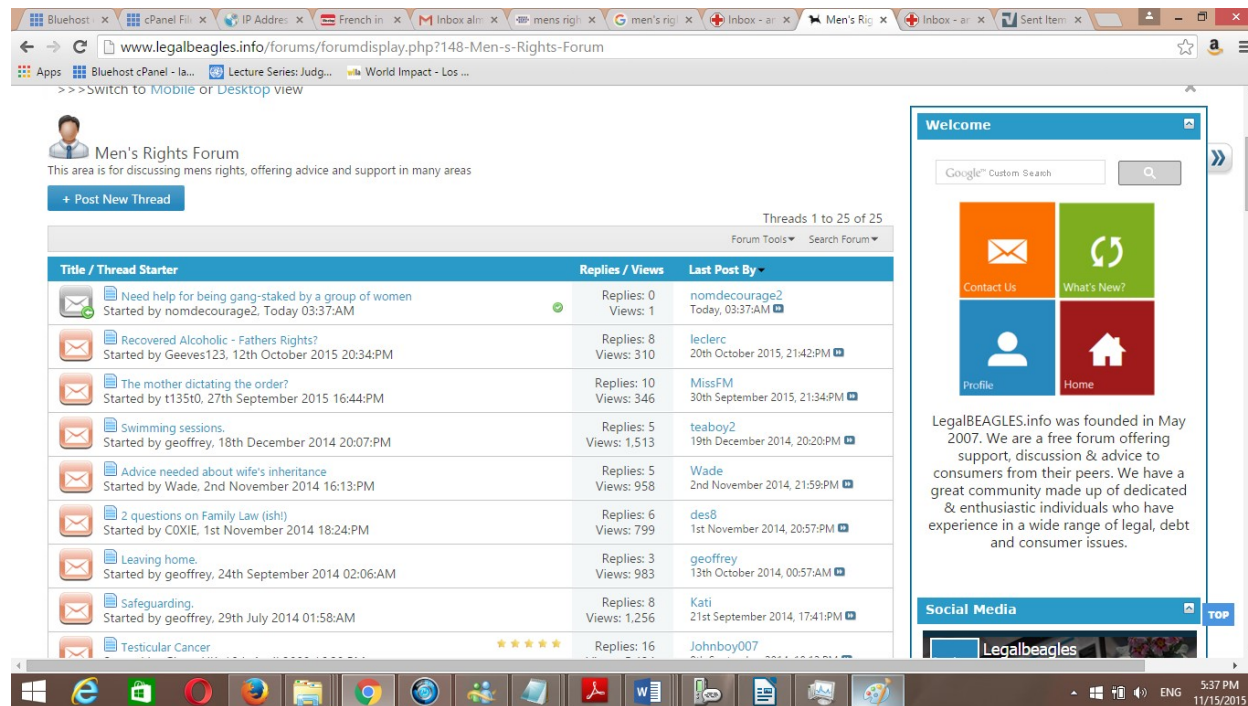 Bluehost
cPanel Fil
IP Addres
French in
Inbox alm
mens righ
men's rig
Inbox - ar
Men's Rig
Inbox - ar
Sent Item
www.legalbeagles.info/forums/forumdisplay.php?148-Men-s-Rights-Forum
Apps Bluehost cPanel - la... Lecture Series: Judg... World Impact - Los ...
>>>Switch to Mobile or Desktop view
Men's Rights Forum
This area is for discussing mens rights, offering advice and support in many areas
+ Post New Thread
Threads 1 to 25 of 25
Forum Tools Search Forum
Title / Thread Starter Replies / Views Last Post By
Need help for being gang-staked by a group of women Replies: 0 nomdecourage2
Started by nomdecourage2, Today 03:37:AM Views: 1 Today, 03:37:AM
Recovered Alcoholic - Fathers Rights? Replies: 8 leclerc
Started by Geeves123, 12th October 2015 20:34:PM Views: 310 20th October 2015, 21:42:PM
The mother dictating the order? Replies: 10 MissFM
Started by t135t0, 27th September 2015 16:44:PM Views: 346 30th September 2015, 21:34:PM
Swimming sessions. Replies: 5 teaboy2
Started by geoffrey, 18th December 2014 20:07:PM Views: 1,513 19th December 2014, 20:20:PM
Advice needed about wife's inheritance Replies: 5 Wade
Started by Wade, 2nd November 2014 16:13:PM Views: 958 2nd November 2014, 21:59:PM
2 questions on Family Law (ish!) Replies: 6 des8
Started by C0XIE, 1st November 2014 18:24:PM Views: 799 1st November 2014, 20:57:PM
Leaving home. Replies: 3 geoffrey
Started by geoffrey, 24th September 2014 02:06:AM Views: 983 13th October 2014, 00:57:AM
Safeguarding. Replies: 8 Kati
Started by geoffrey, 29th July 2014 01:58:AM Views: 1,256 21st September 2014, 17:41:PM
Testicular Cancer Replies: 16 Johnboy007
Welcome
Google™ Custom Search
Contact Us What's New?
Profile Home
LegalBEAGLES.info was founded in May
2007. We are a free forum offering
support, discussion & advice to
consumers from their peers. We have a
great community made up of dedicated
& enthusiastic individuals who have
experience in a wide range of legal, debt
and consumer issues.
Social Media
TOP
Legalbeagles
ENG
5:37 PM
11/15/2015